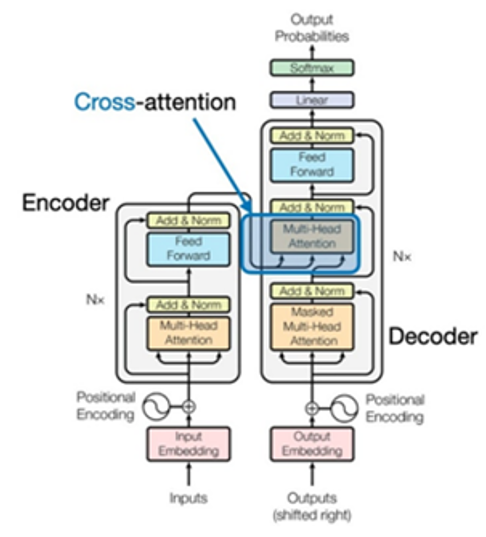 Output
Probabilities
Softmax
Linear
Cross-attention
Add & Norm
Feed
Forward
Encoder
Add & Norm
Multi-Head
Attention
Add & Norm
Feed
Forward
N×
Add & Norm
Masked
Multi-Head
Attention
N×
Add & Norm
Multi-Head
Attention
Decoder
Positional
Encoding
Positional
Encoding
Input
Embedding
Output
Embedding
Inputs
Outputs
(shifted right)